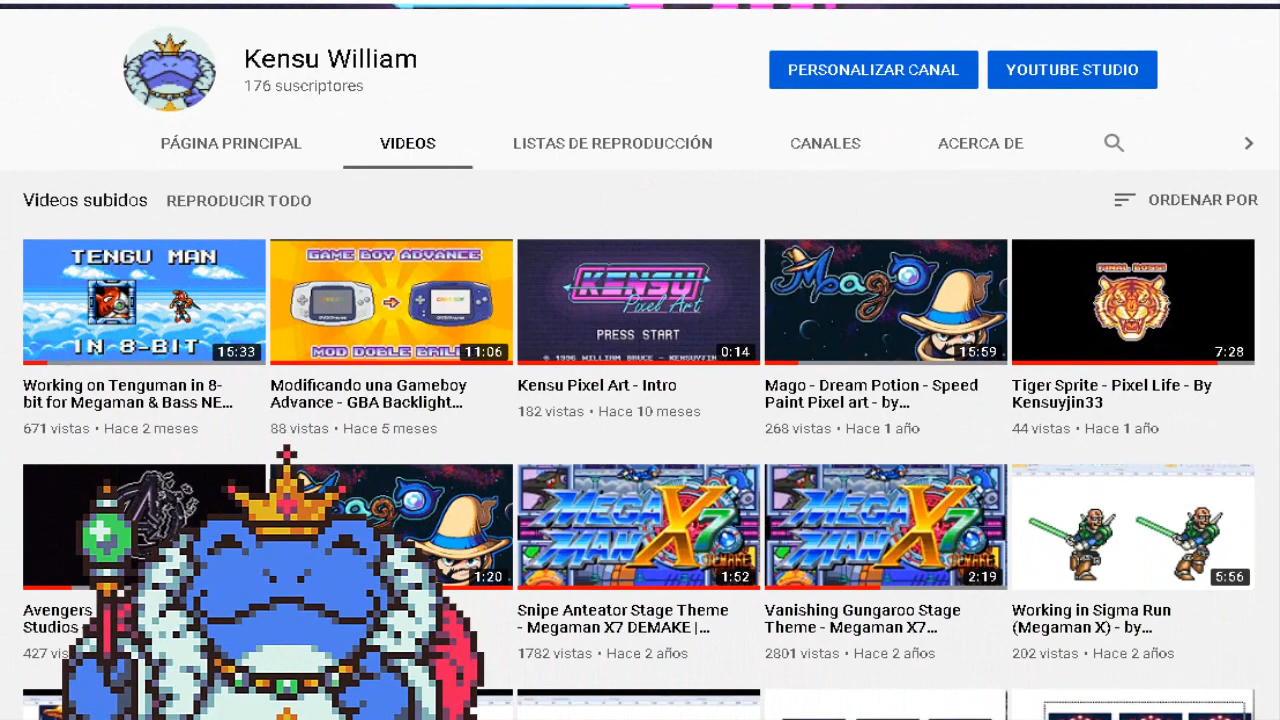 Kensu William
176 suscriptores
PERSONALIZAR CANAL
YOUTUBE STUDIO
PÁGINA PRINCIPAL
VIDEOS
LISTAS DE REPRODUCCIÓN
CANALES
ACERCA DE
Videos subidos
REPRODUCIR TODO
ORDENAR POR
TENGU MAN
IN 8-BIT
15:33
GAME BOY ADVANCE
MOD DOBLE BRILL
11:06
KENSU
Pixel Art
PRESS START
© 1996 WILLIAM BRUCE - KENSUYJIN
0:14
Mago
15:59
FINAL BOSS!
7:28
Working on Tenguman in 8-
bit for Megaman & Bass NE...
671 vistas • Hace 2 meses
Modificando una Gameboy
Advance - GBA Backlight...
88 vistas • Hace 5 meses
Kensu Pixel Art - Intro
182 vistas • Hace 10 meses
Mago - Dream Potion - Speed
Paint Pixel art - by...
268 vistas • Hace 1 año
Tiger Sprite - Pixel Life - By
Kensuyjin33
44 vistas • Hace 1 año
1:20
MEGA MAN X7
DEMAKE
1:52
MEGA MAN X7
DEMAKE
2:19
5:56
Avengers
Studios
427 vis
Snipe Anteator Stage Theme
- Megaman X7 DEMAKE |...
1782 vistas • Hace 2 años
Vanishing Gungaroo Stage
Theme - Megaman X7...
2801 vistas • Hace 2 años
Working in Sigma Run
(Megaman X) - by...
202 vistas • Hace 2 años